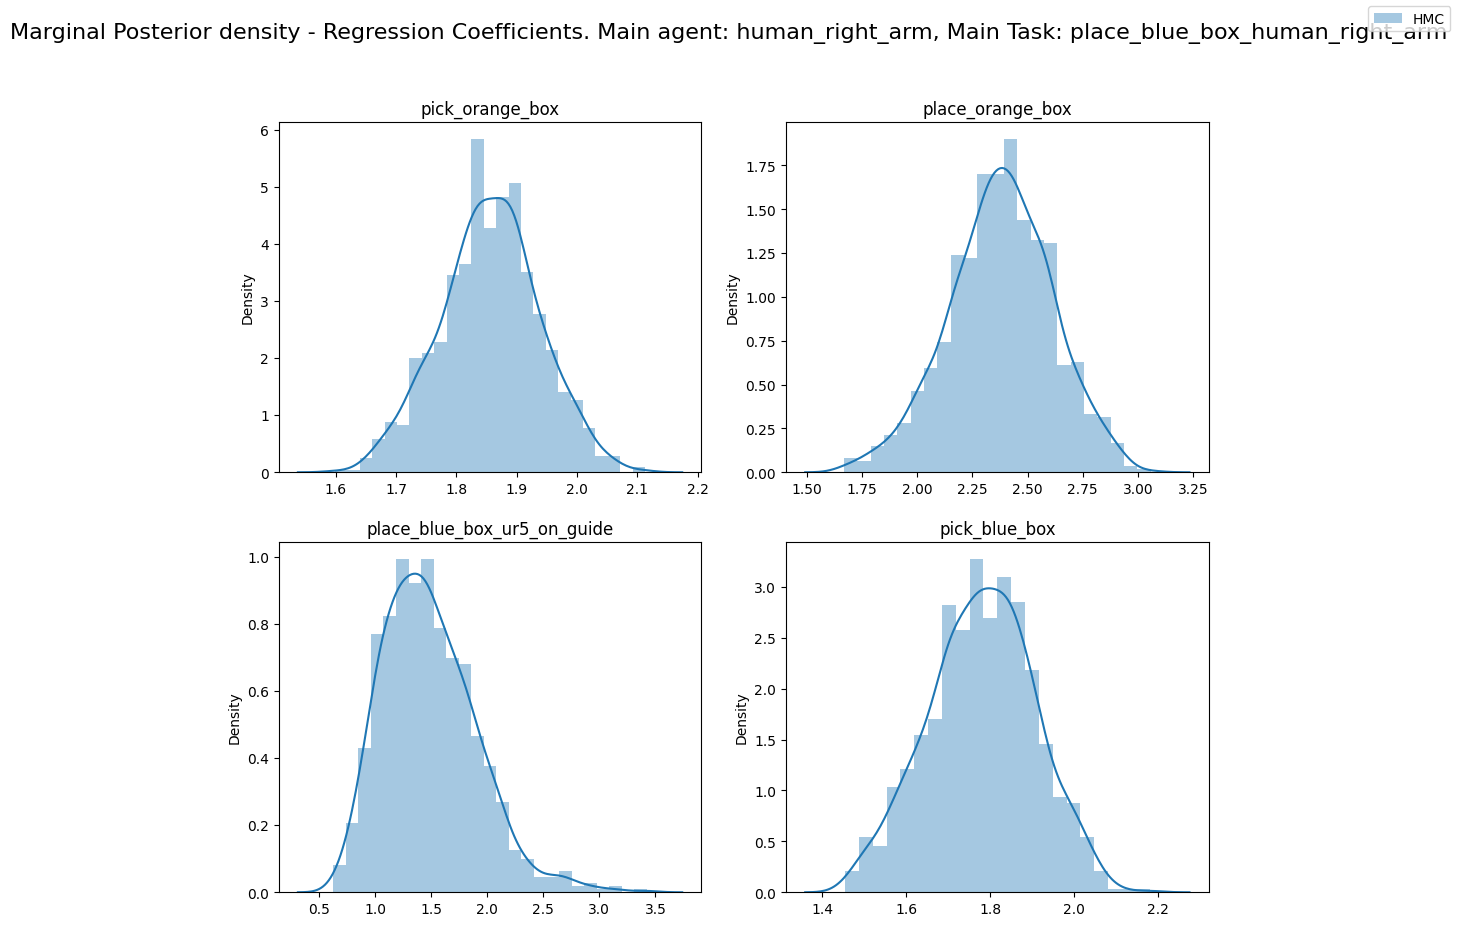 HMC
Marginal Posterior density - Regression Coefficients. Main agent: human_right_arm, Main Task: place_blue_box_human_right_arm
pick_orange_box
Density
6
5
4
3
2
1
0
1.6 1.7 1.8 1.9 2.0 2.1 2.2
place_orange_box
Density
1.75
1.50
1.25
1.00
0.75
0.50
0.25
0.00
1.50 1.75 2.00 2.25 2.50 2.75 3.00 3.25
place_blue_box_ur5_on_guide
Density
1.0
0.8
0.6
0.4
0.2
0.0
0.5 1.0 1.5 2.0 2.5 3.0 3.5
pick_blue_box
Density
3.0
2.5
2.0
1.5
1.0
0.5
0.0
1.4 1.6 1.8 2.0 2.2